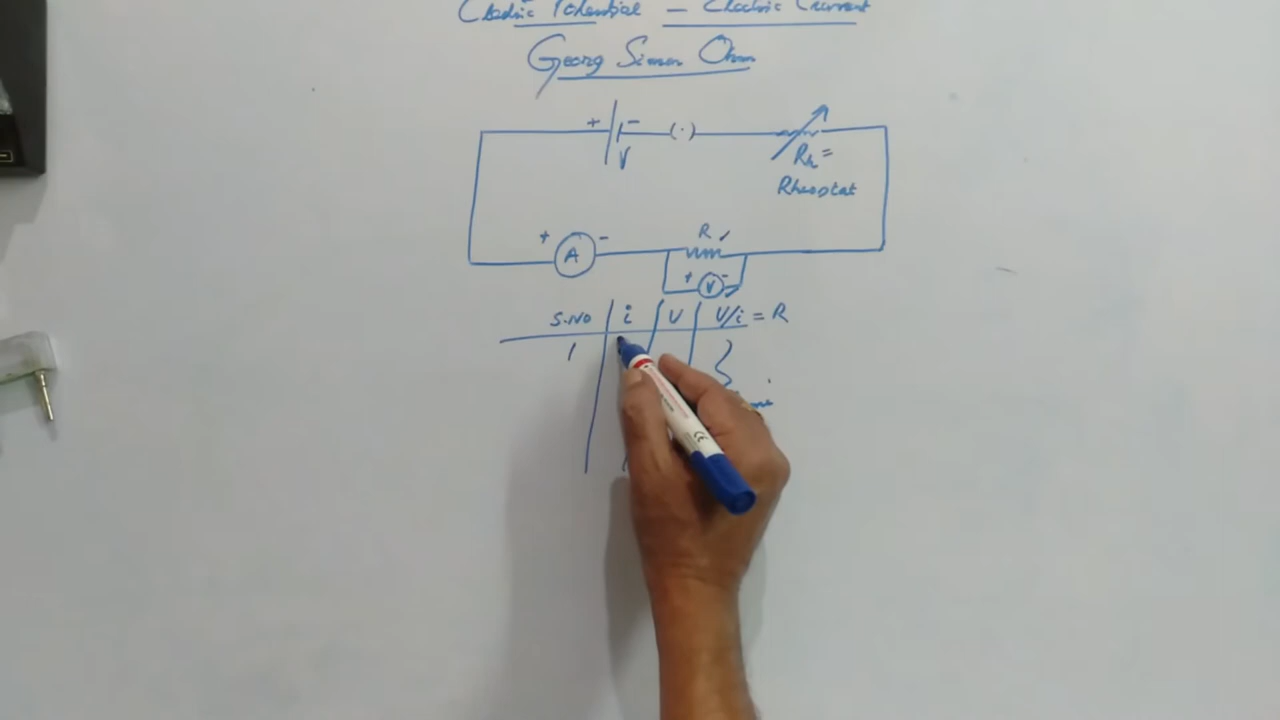 Electric Potential — Electric Current
Georg Simon Ohm
+ -
V
(·)
Rh =
Rheostat
+ A - R
+ V -
S.NO i V V/i = R
1